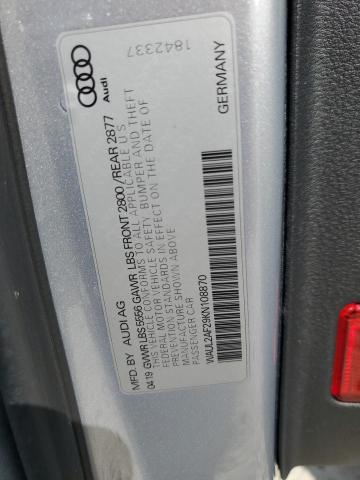 MFD. BY AUDI AG
04.19 GVWR LBS 5556 GAWR LBS FRONT 2800 / REAR 2877
THIS VEHICLE CONFORMS TO ALL APPLICABLE U.S.
FEDERAL MOTOR VEHICLE SAFETY, BUMPER AND THEFT
PREVENTION STANDARDS IN EFFECT ON THE DATE OF
MANUFACTURE SHOWN ABOVE
PASSENGER CAR
WAUL2AF29KN108870
GERMANY
Audi
1842337